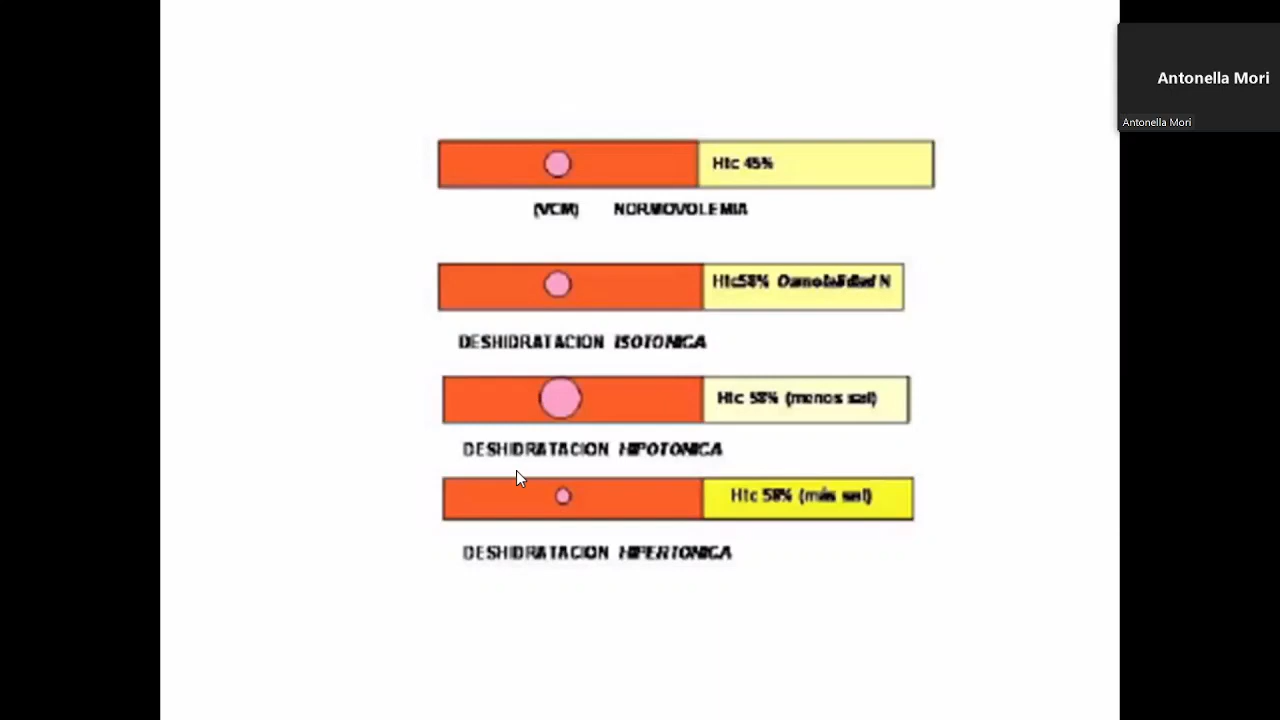 Antonella Mori
Antonella Mori
Htc 45%
(VCM) NORMOVOLEMIA
Htc58% Osmolalidad N
DESHIDRATACION ISOTONICA
Htc 58% (menos sal)
DESHIDRATACION HIPOTONICA
Htc 58% (más sal)
DESHIDRATACION HIPERTONICA